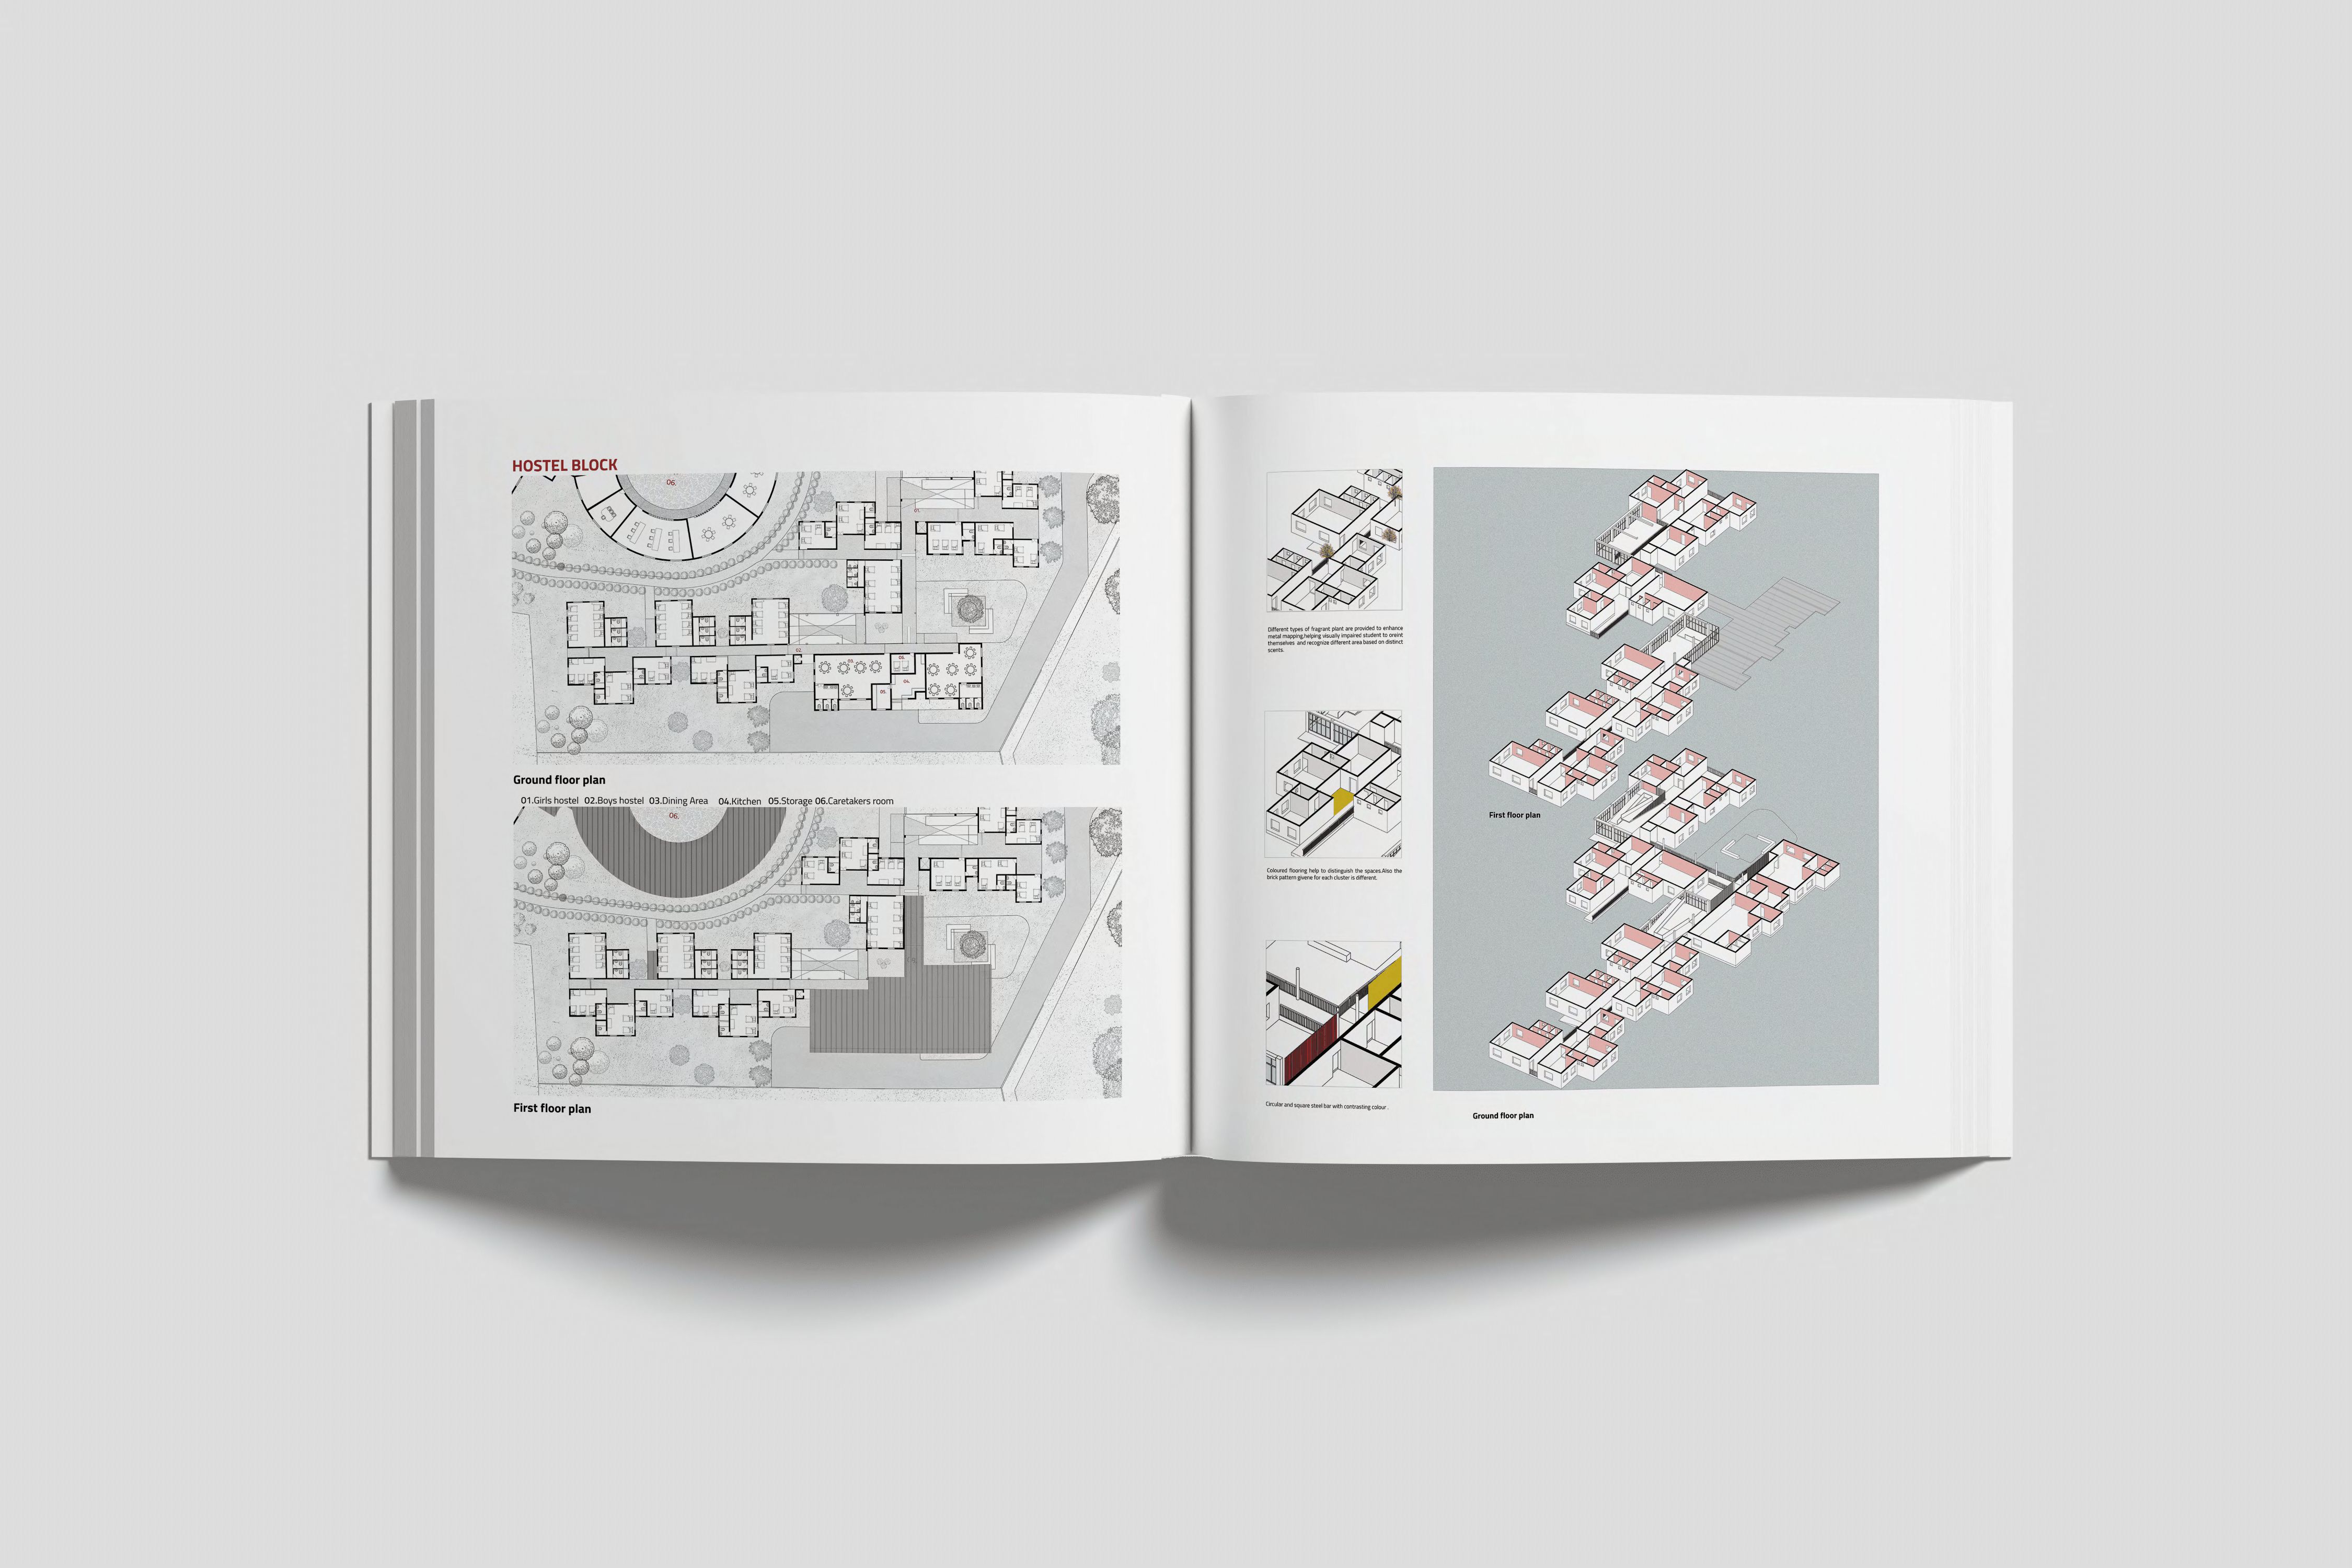 HOSTEL BLOCK
06.
01.
02.
03.
06.
04.
05.
Ground floor plan
01.Girls hostel 02.Boys hostel 03.Dining Area 04.Kitchen 05.Storage 06.Caretakers room
06.
First floor plan
Different types of fragrant plant are provided to enhance
metal mapping,helping visually impaired student to oreint
themselves and recognize different area based on distinct
scents.
Coloured flooring help to distinguish the spaces.Also the
brick pattern givene for each cluster is different.
Circular and square steel bar with contrasting colour .
First floor plan
Ground floor plan